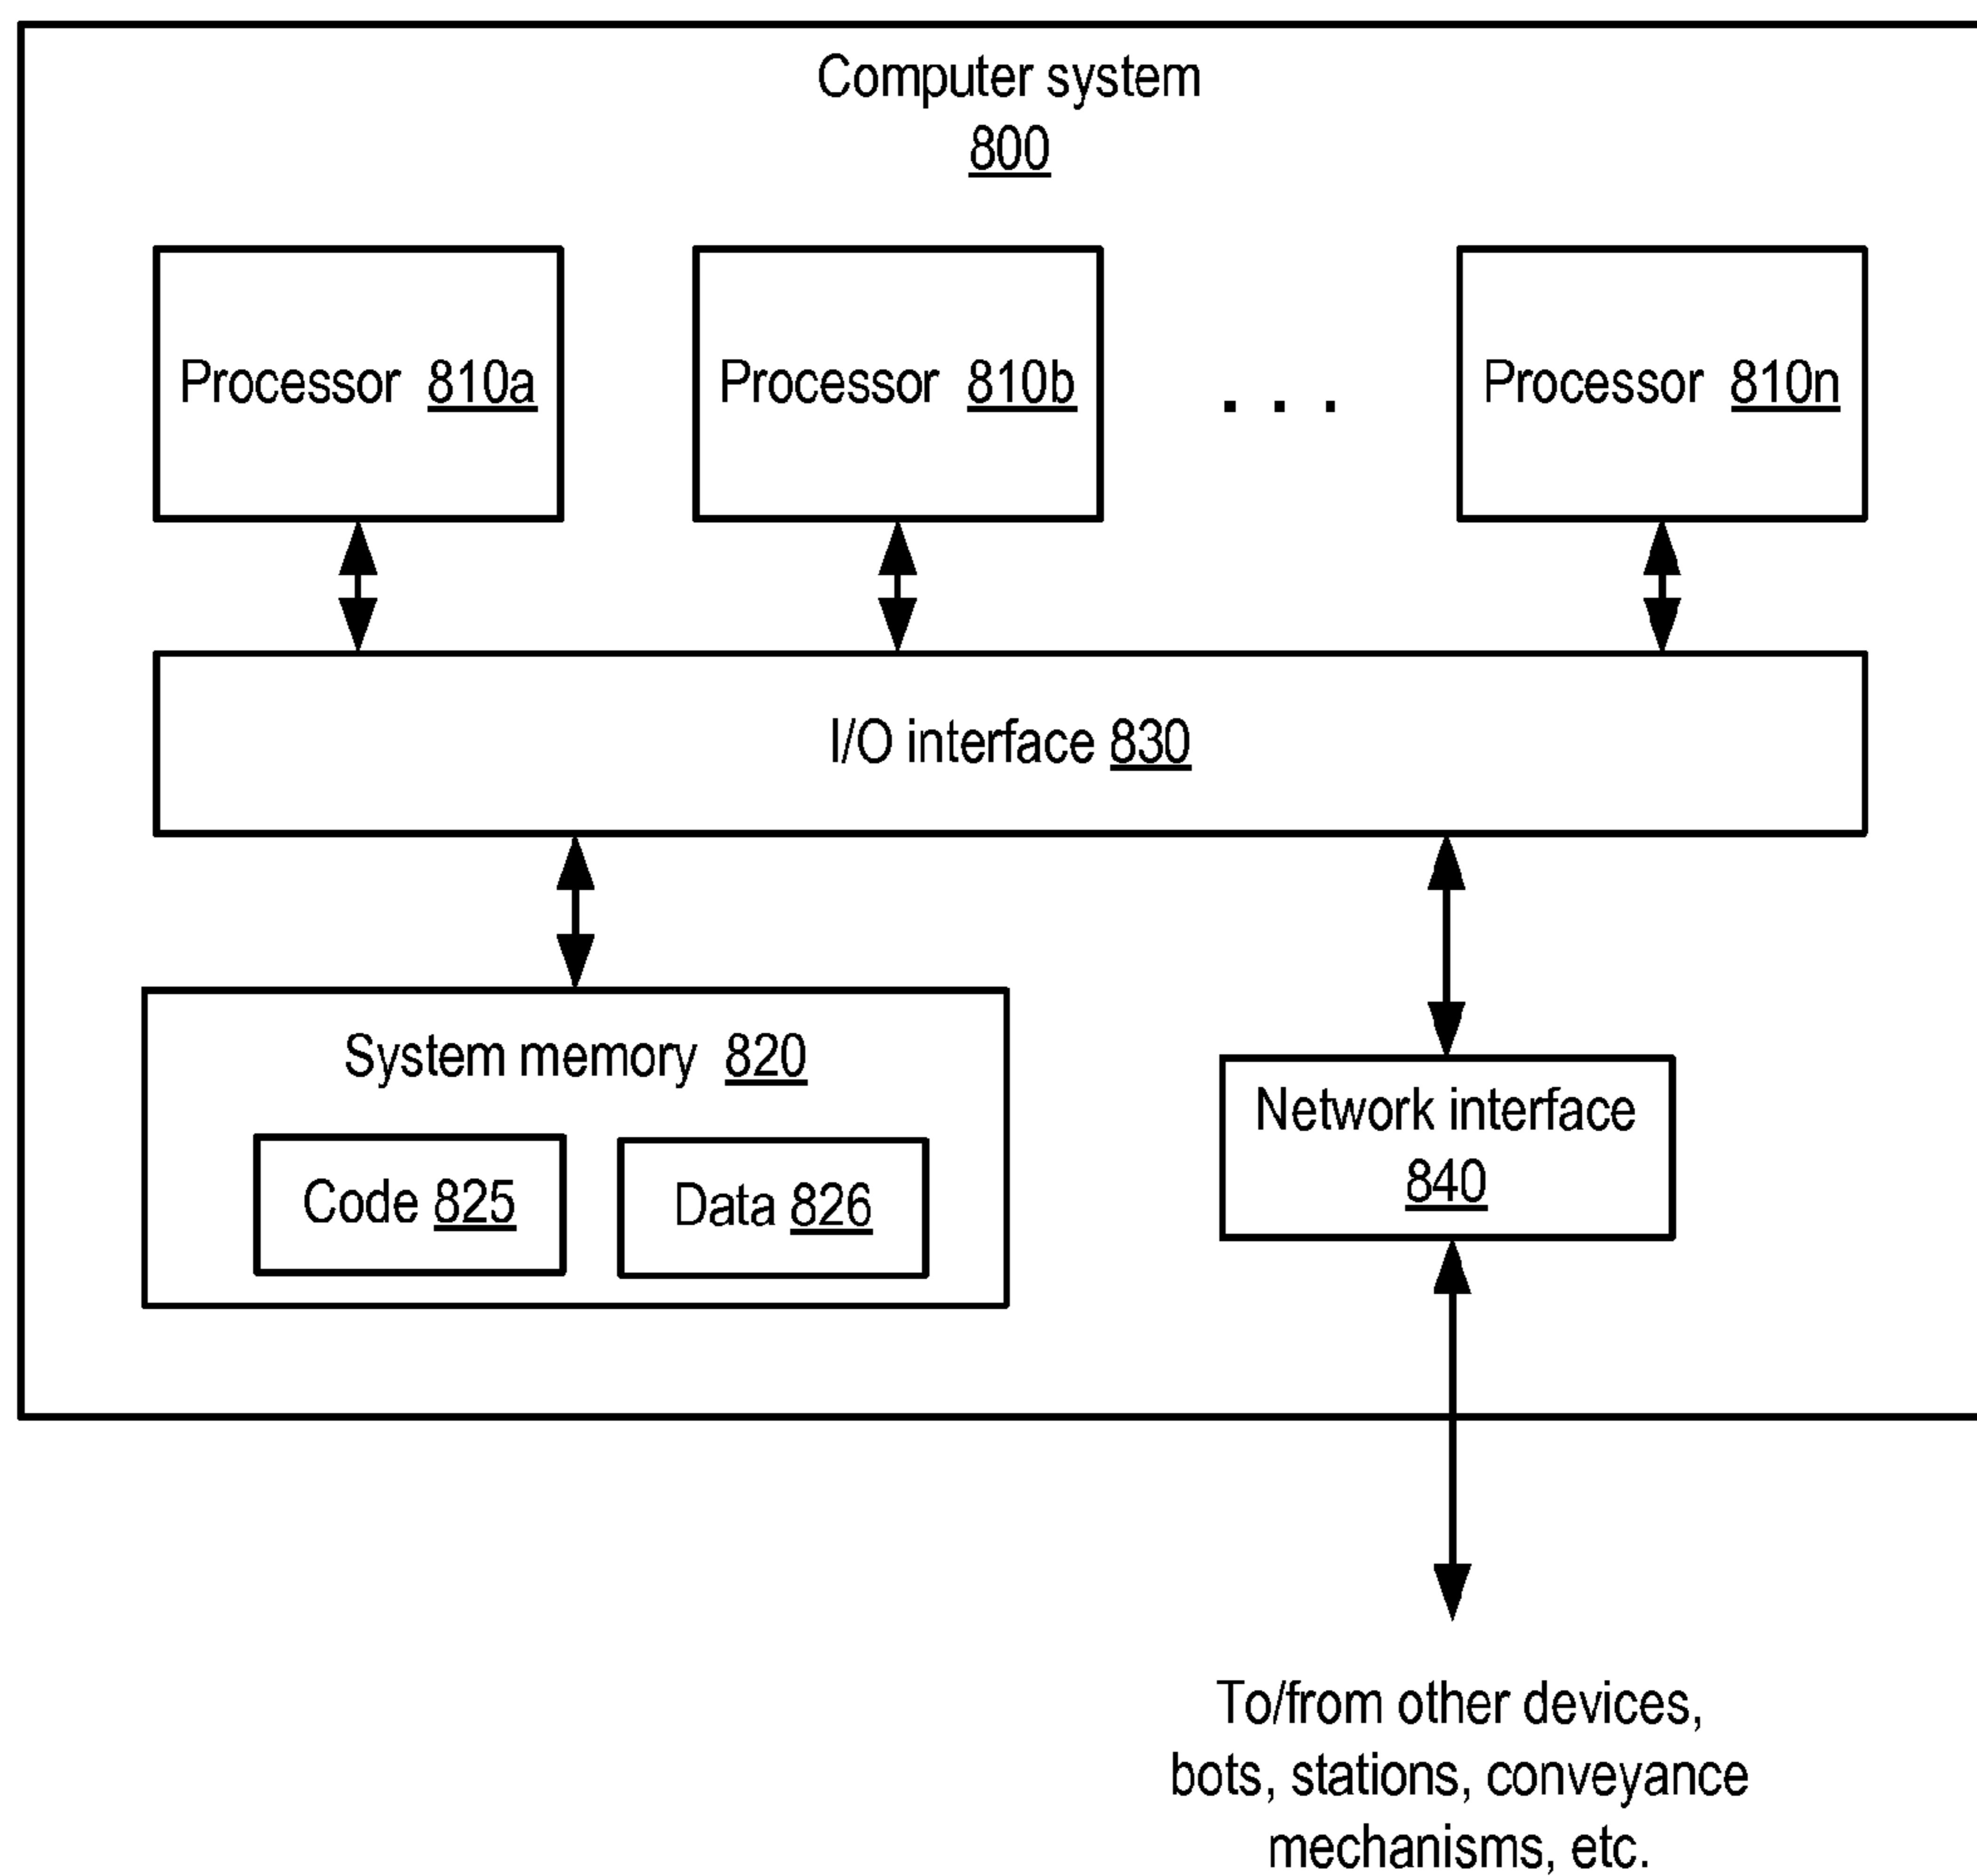 Computer system
800
Processor 810a
Processor 810b
. . .
Processor 810n
I/O interface 830
System memory 820
Code 825
Data 826
Network interface
840
To/from other devices,
bots, stations, conveyance
mechanisms, etc.